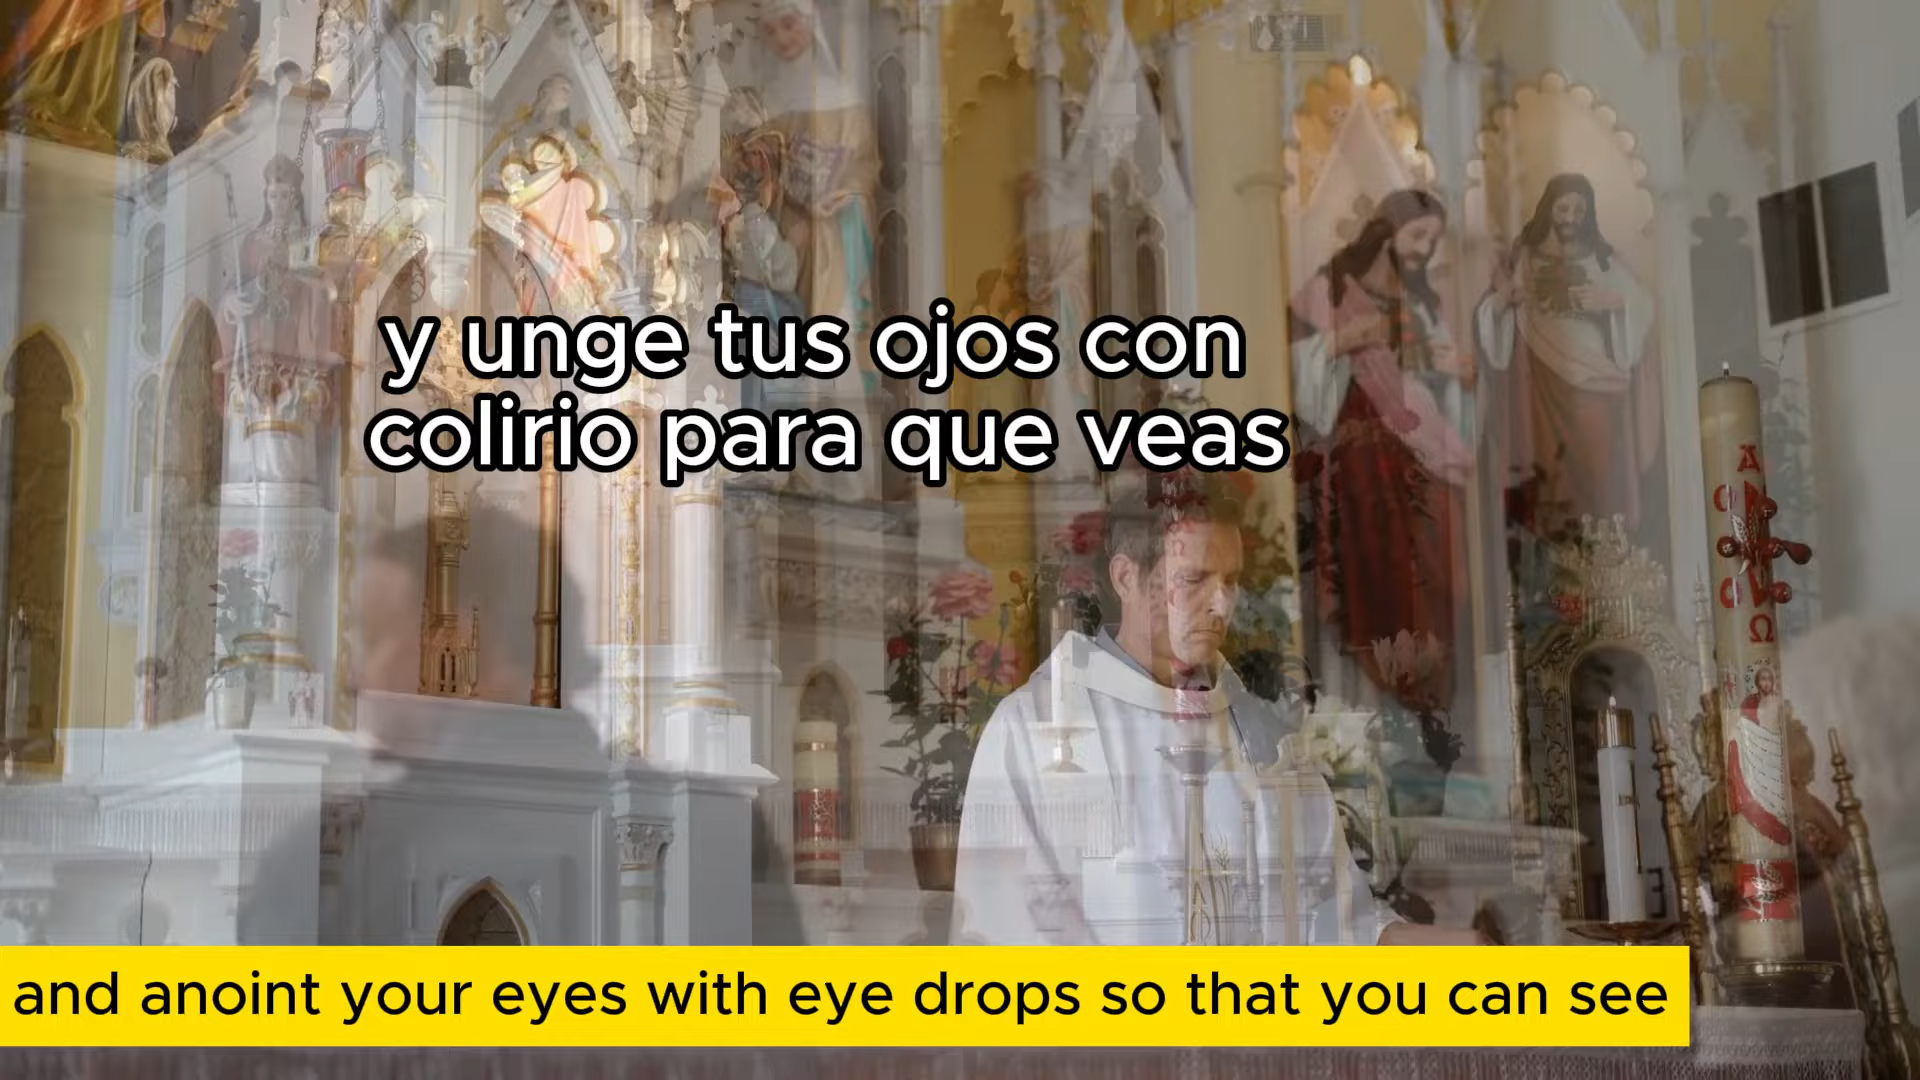 y unge tus ojos con
colirio para que veas
Α
Ω
and anoint your eyes with eye drops so that you can see